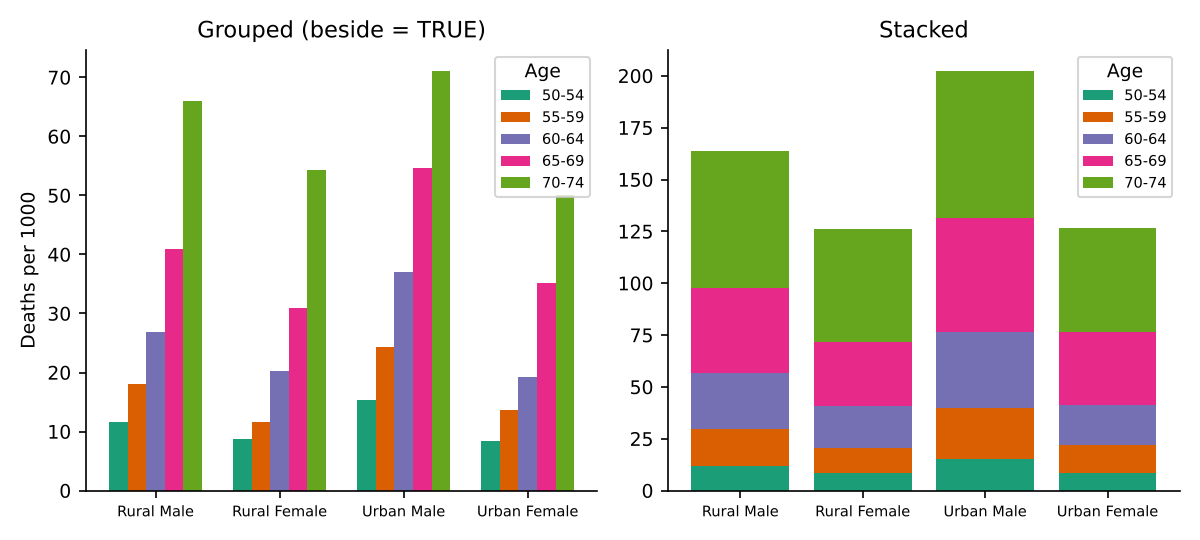 Grouped (beside = TRUE)
Deaths per 1000
70
60
50
40
30
20
10
0
Rural Male
Rural Female
Urban Male
Urban Female
Age
50-54
55-59
60-64
65-69
70-74
Stacked
200
175
150
125
100
75
50
25
0
Rural Male
Rural Female
Urban Male
Urban Female
Age
50-54
55-59
60-64
65-69
70-74